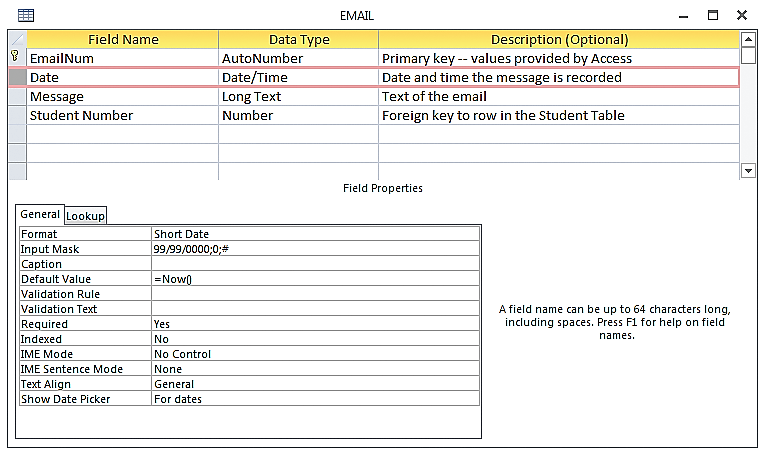 EMAIL
Field Name Data Type Description (Optional)
EmailNum AutoNumber Primary key -- values provided by Access
Date Date/Time Date and time the message is recorded
Message Long Text Text of the email
Student Number Number Foreign key to row in the Student Table
Field Properties
General Lookup
Format Short Date
Input Mask 99/99/0000;0;#
Caption
Default Value =Now()
Validation Rule
Validation Text
Required Yes
Indexed No
IME Mode No Control
IME Sentence Mode None
Text Align General
Show Date Picker For dates
A field name can be up to 64 characters long,
including spaces. Press F1 for help on field
names.